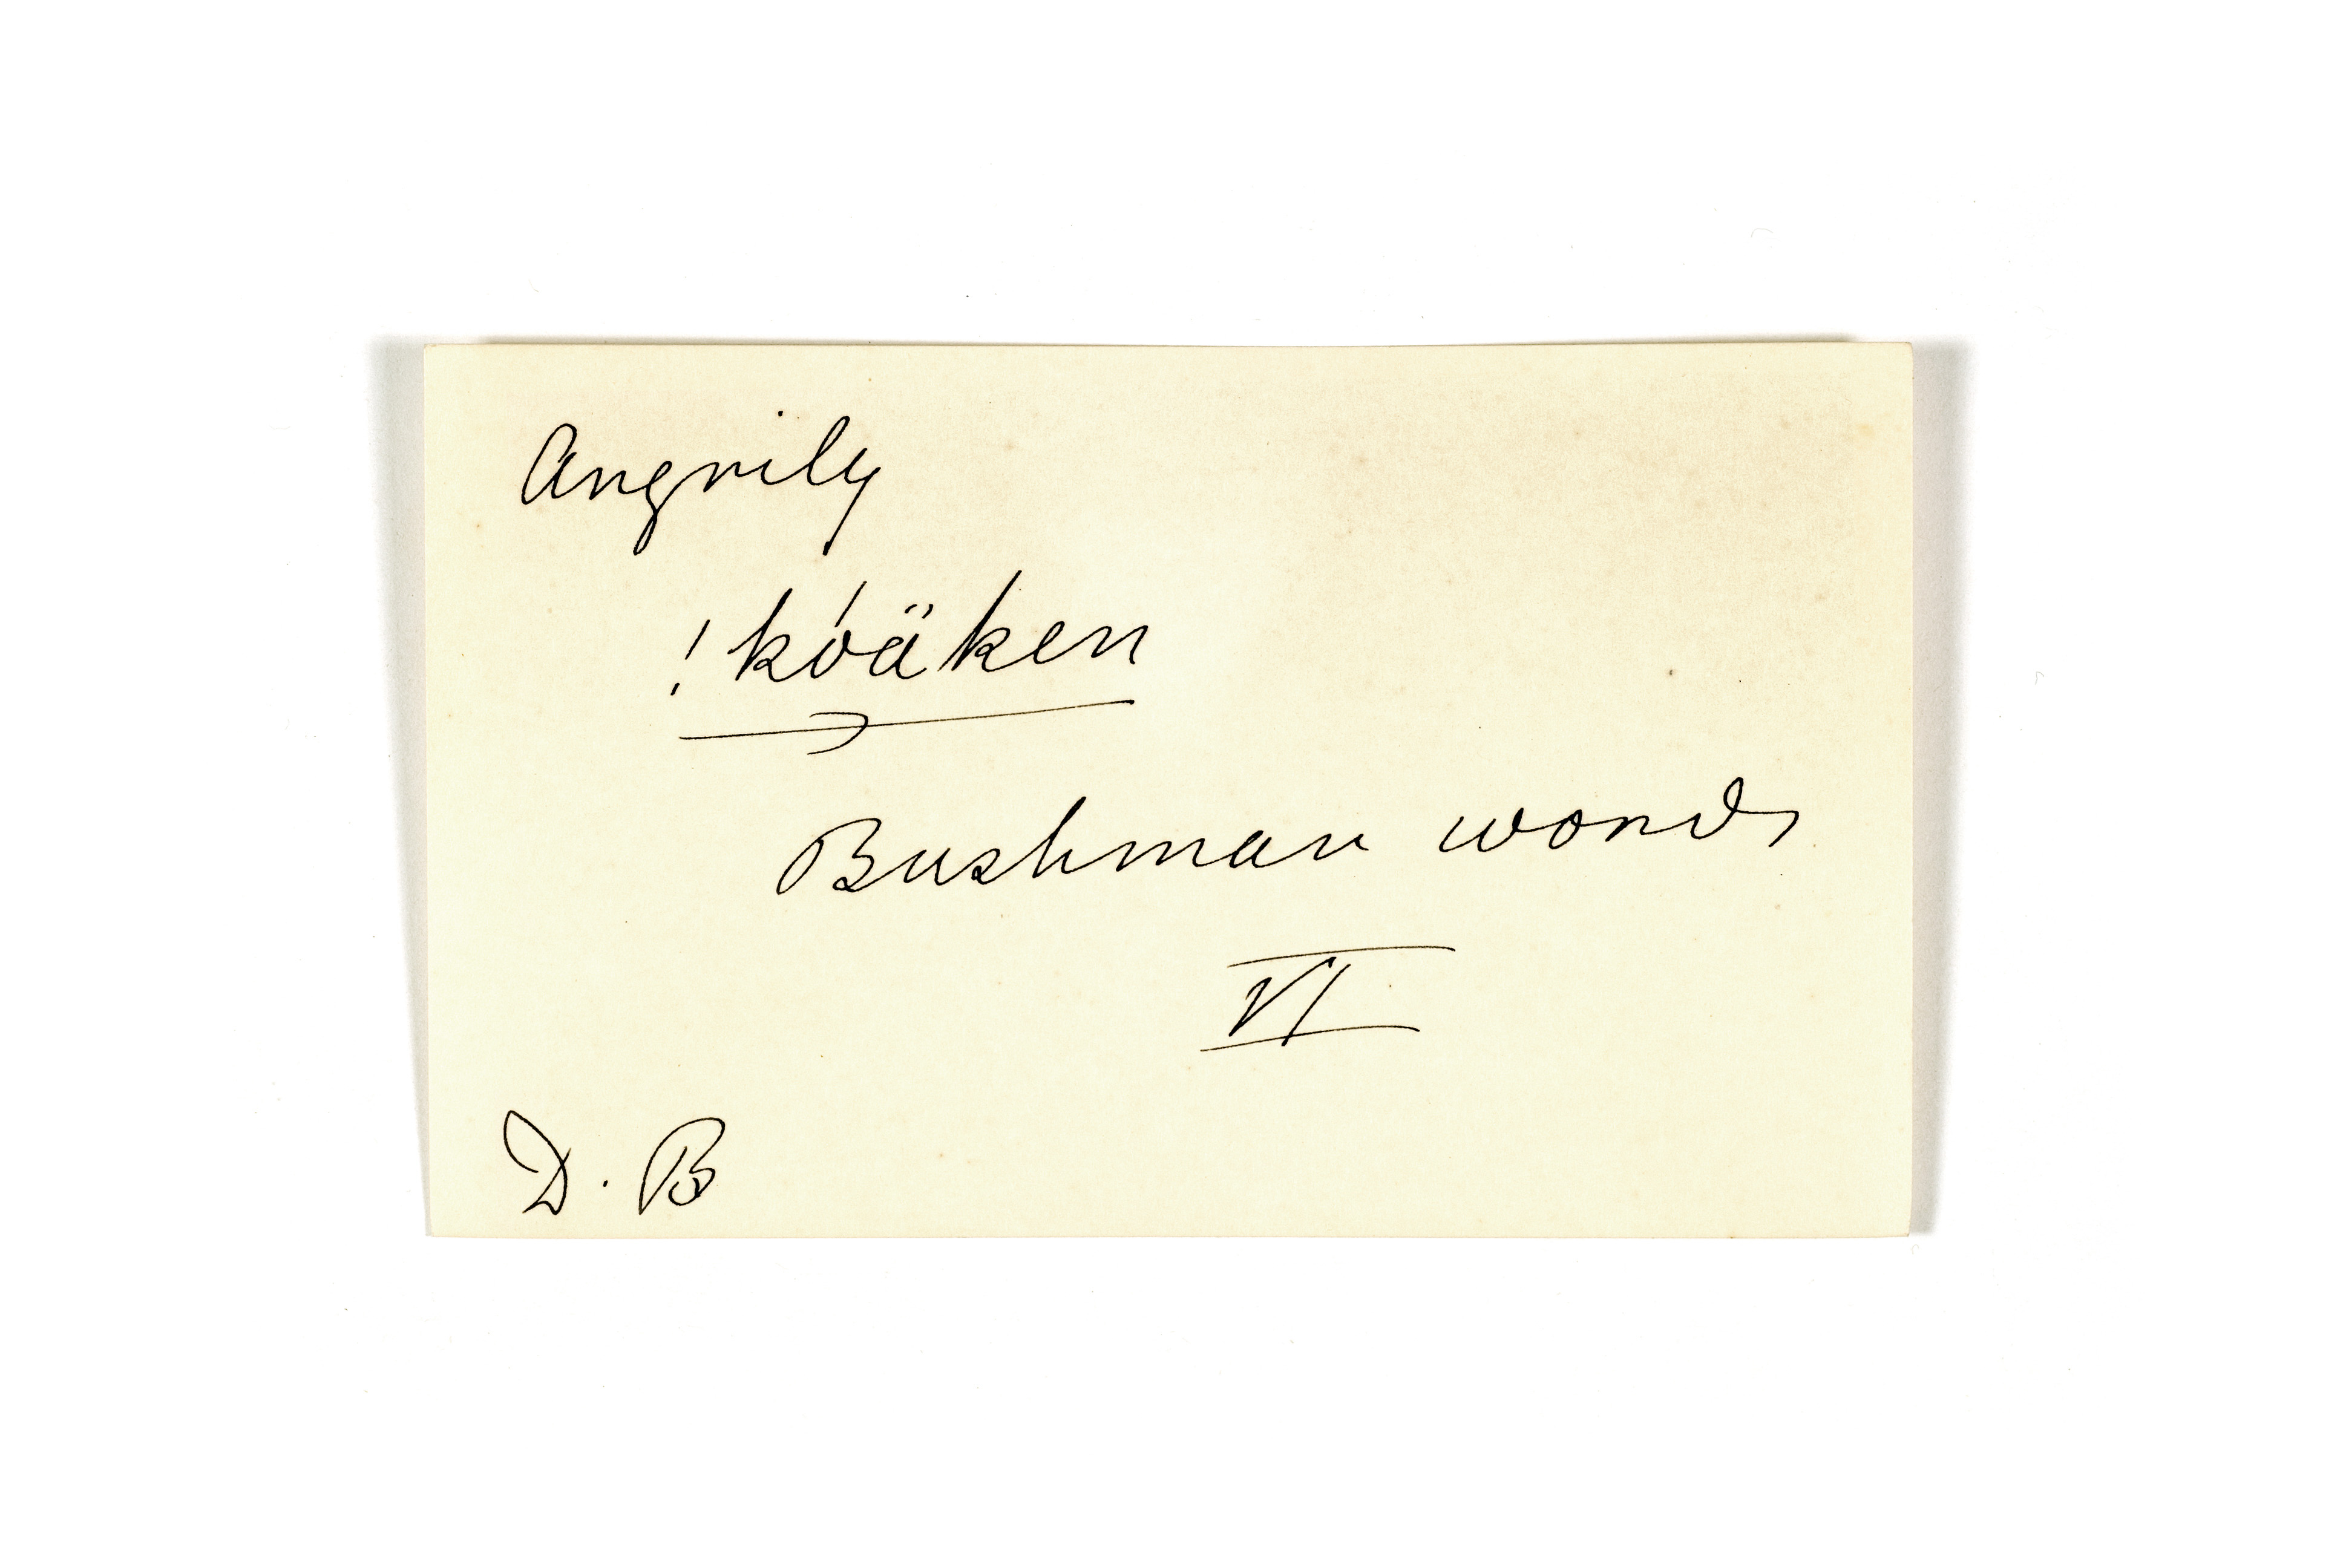 Angrily
!kóäken
Bushman words
VI
D. B